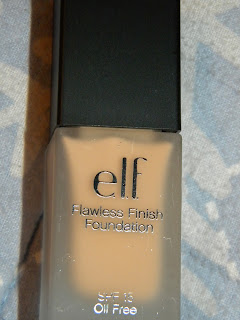 elf
Flawless Finish
Foundation
SPF 15
Oil Free